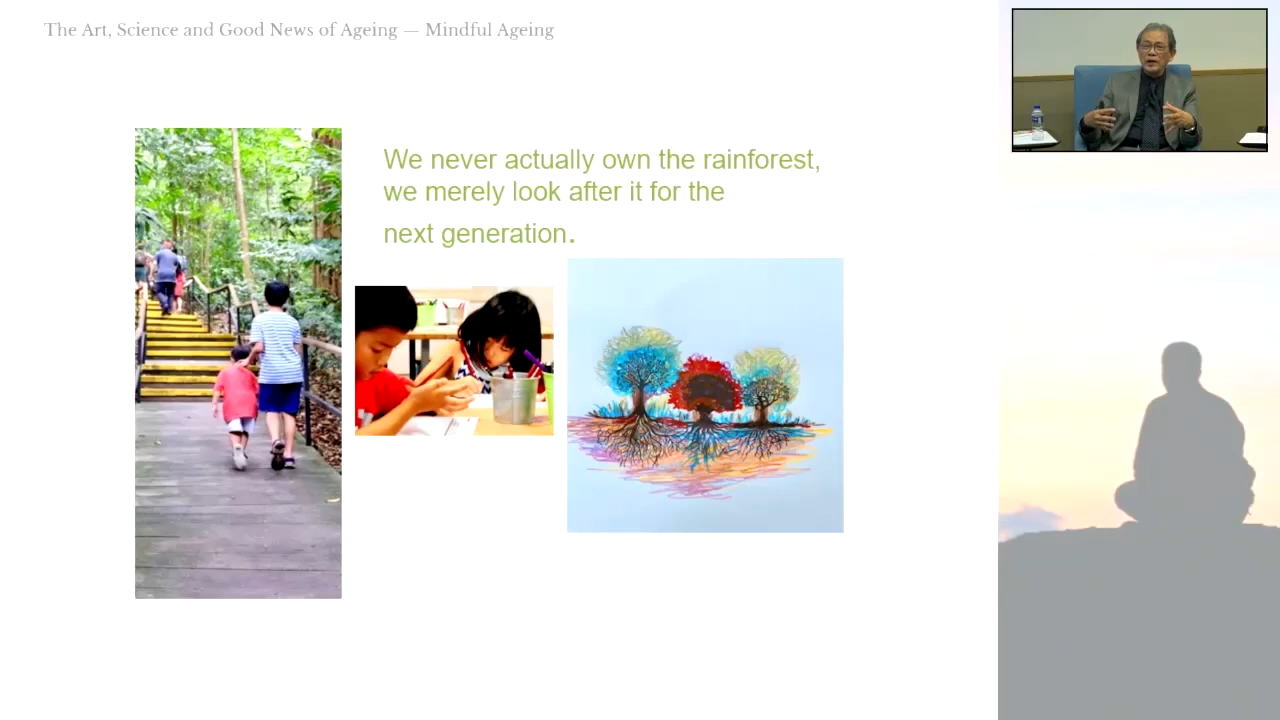 The Art, Science and Good News of Ageing — Mindful Ageing
We never actually own the rainforest,
we merely look after it for the
next generation.